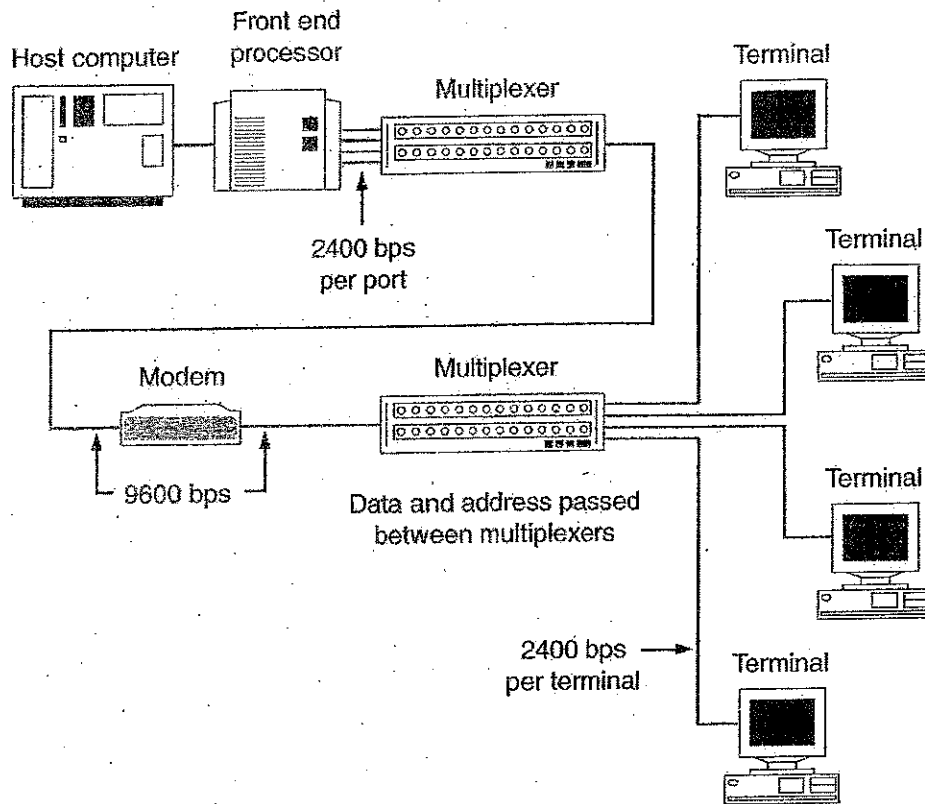 Host computer
Front end
processor
Multiplexer
Terminal
2400 bps
per port
Terminal
Modem
Multiplexer
9600 bps
Data and address passed
between multiplexers
Terminal
2400 bps
per terminal
Terminal